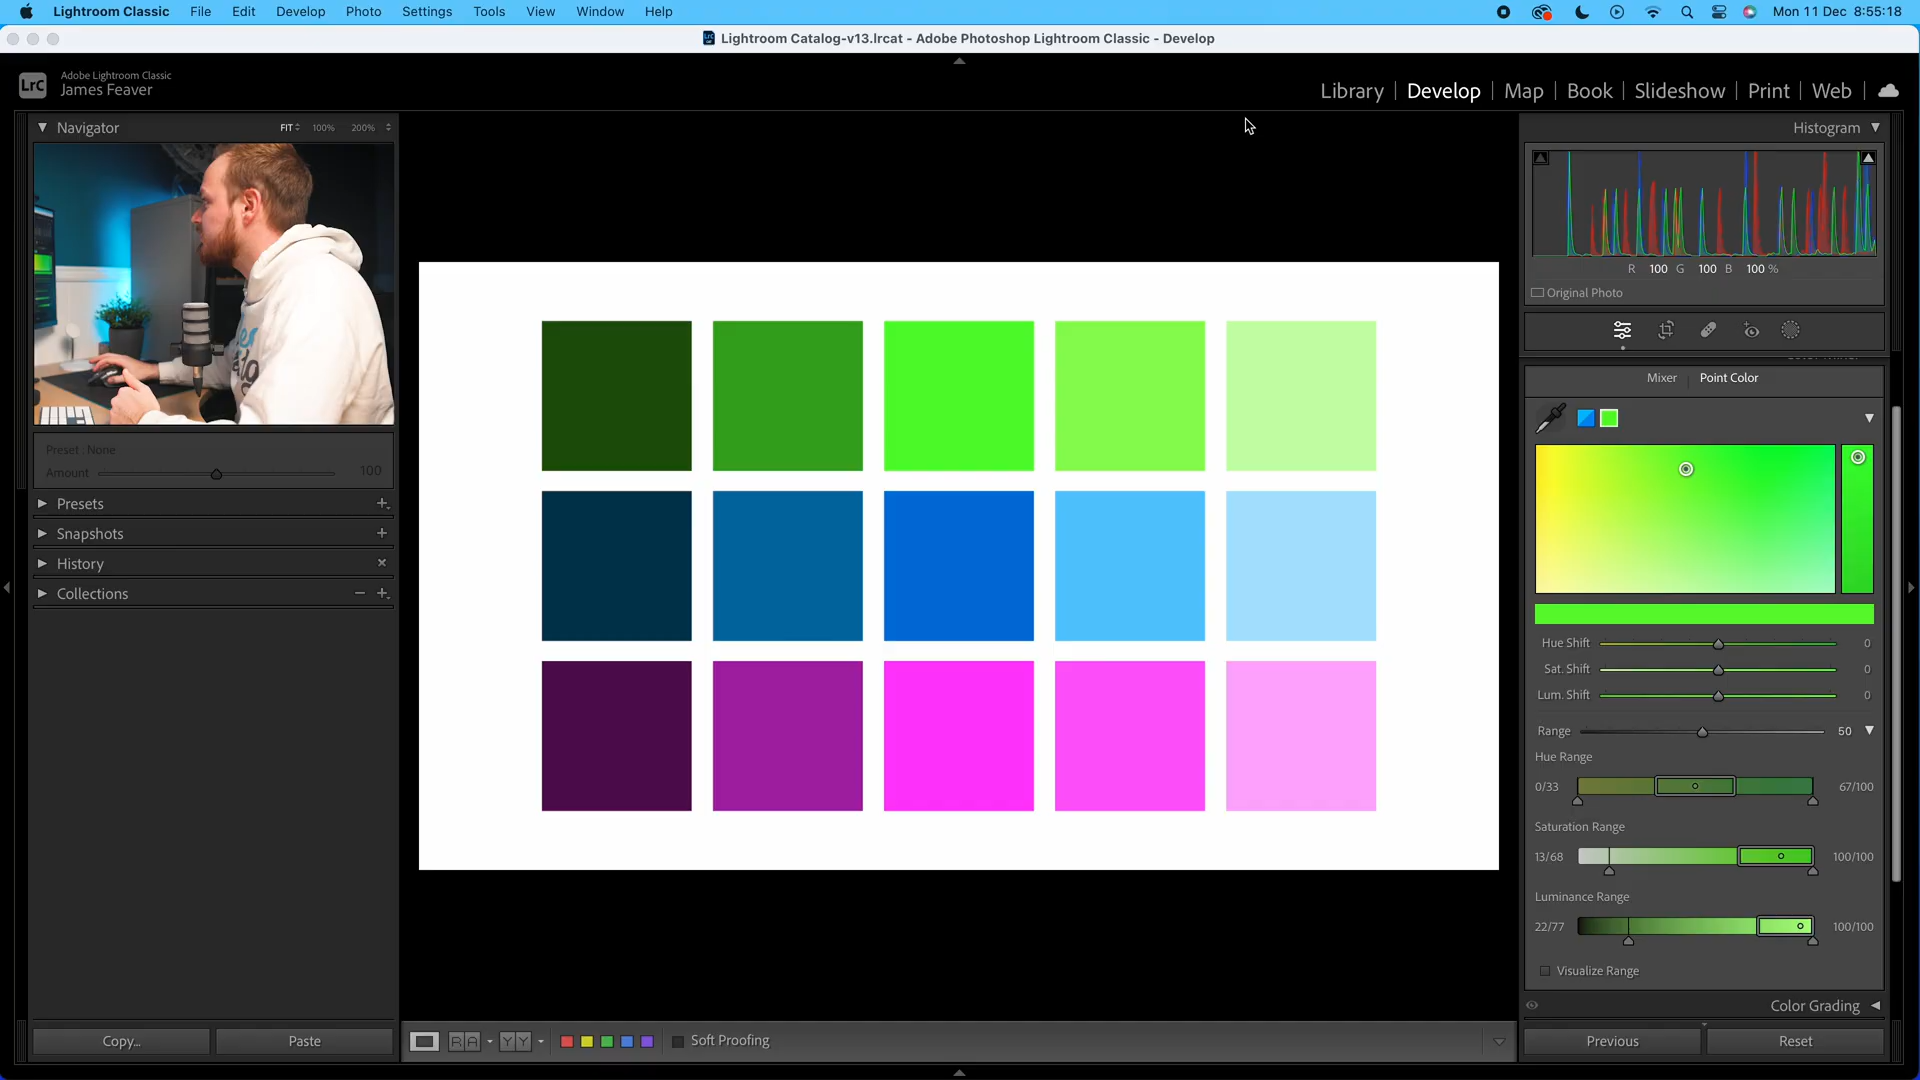 Lightroom Classic File Edit Develop Photo Settings Tools View Window Help Mon 11 Dec 8:55:18
Lightroom Catalog-v13.lrcat - Adobe Photoshop Lightroom Classic - Develop
LrC
Adobe Lightroom Classic
James Feaver
Library Develop Map Book Slideshow Print Web
Navigator FIT 100% 200%
Histogram
R 100 G 100 B 100 %
Original Photo
Mixer Point Color
Preset : None
Amount 100
Presets
Snapshots
History
Collections
Hue Shift 0
Sat. Shift 0
Lum. Shift 0
Range 50
Hue Range
0/33 67/100
Saturation Range
13/68 100/100
Luminance Range
22/77 100/100
Visualize Range
Color Grading
Copy... Paste
R A Y Y Soft Proofing
Previous Reset